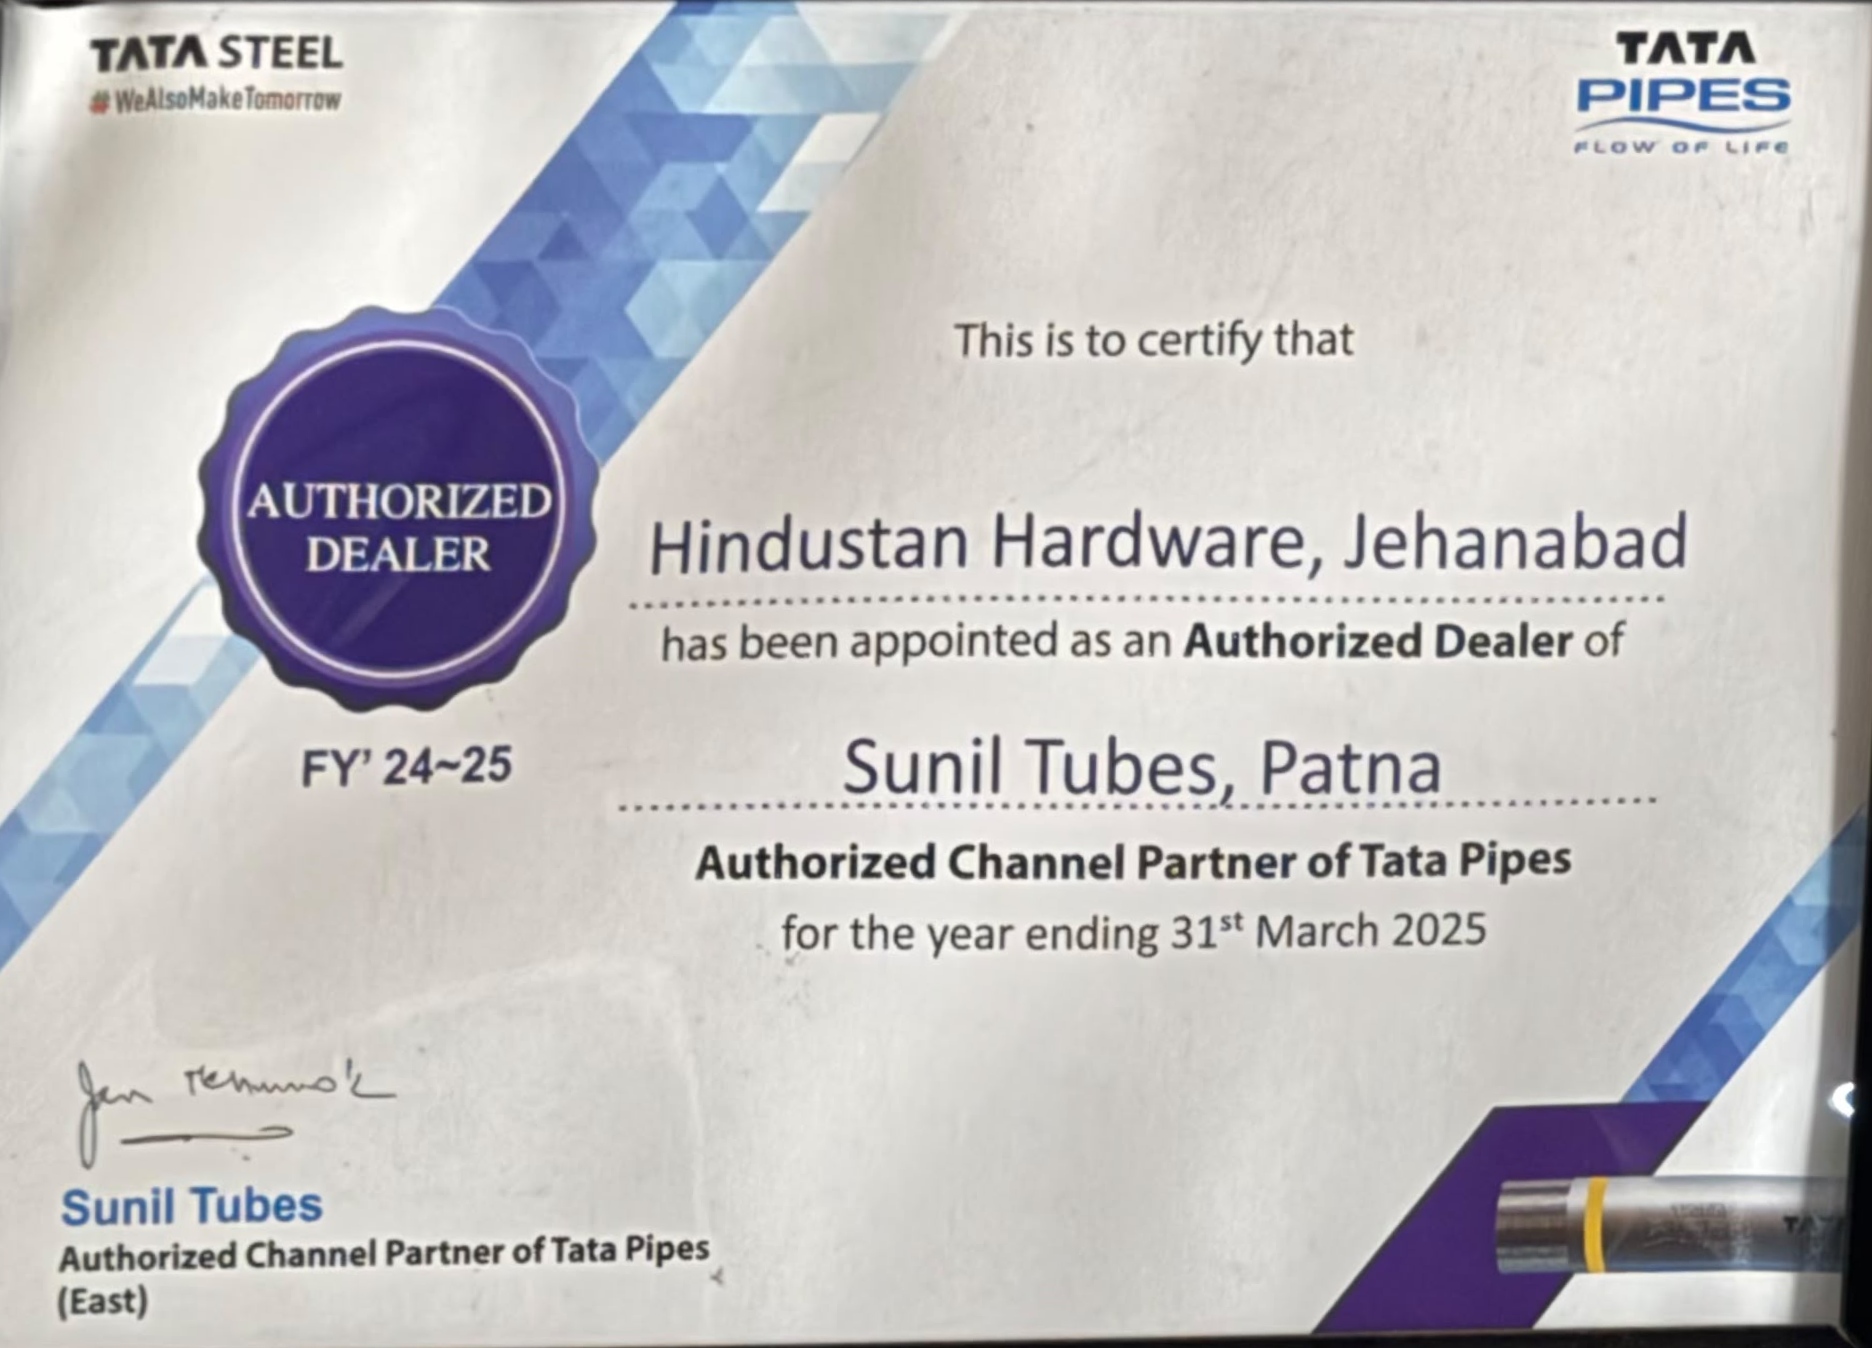 TATA STEEL
#WeAlsoMakeTomorrow
TATA
PIPES
FLOW OF LIFE
This is to certify that
AUTHORIZED
DEALER
FY' 24~25
Hindustan Hardware, Jehanabad
has been appointed as an Authorized Dealer of
Sunil Tubes, Patna
Authorized Channel Partner of Tata Pipes
for the year ending 31st March 2025
Sunil Tubes
Authorized Channel Partner of Tata Pipes
(East)
TATA